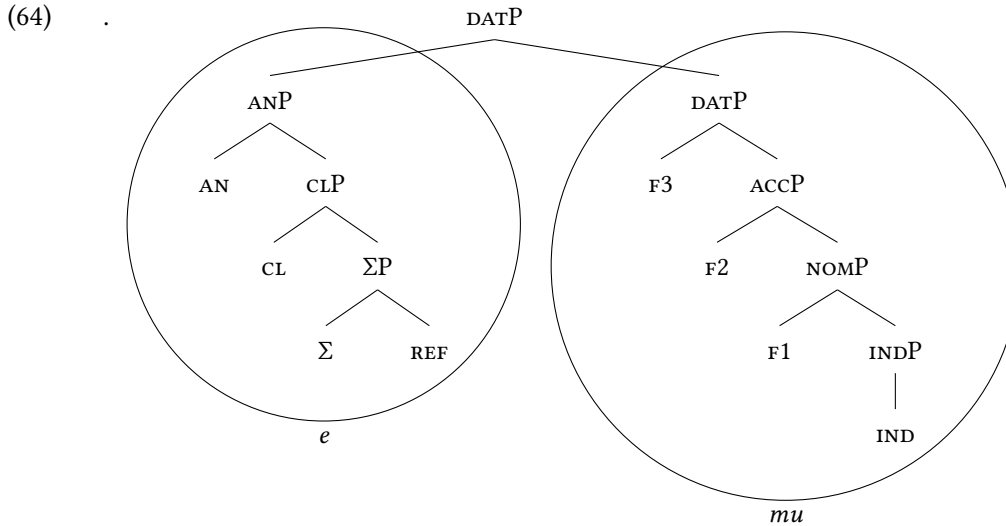 (64) . DATP
ANP DATP
AN CLP F3 ACCP
CL ΣP F2 NOMP
Σ REF F1 INDP
e IND
mu